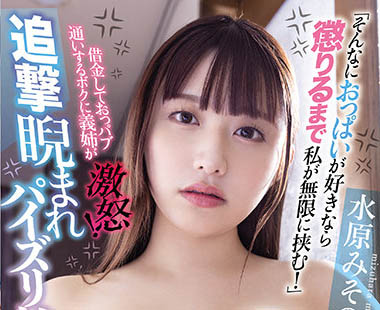 「そんなにおっぱいが好きなら
懲りるまで
私が無限に挟む!」
水原みその
mizuhara m
借金しておっパブ
通いするボクに義姉が
激怒!
追撃
睨まれ
パイズリ